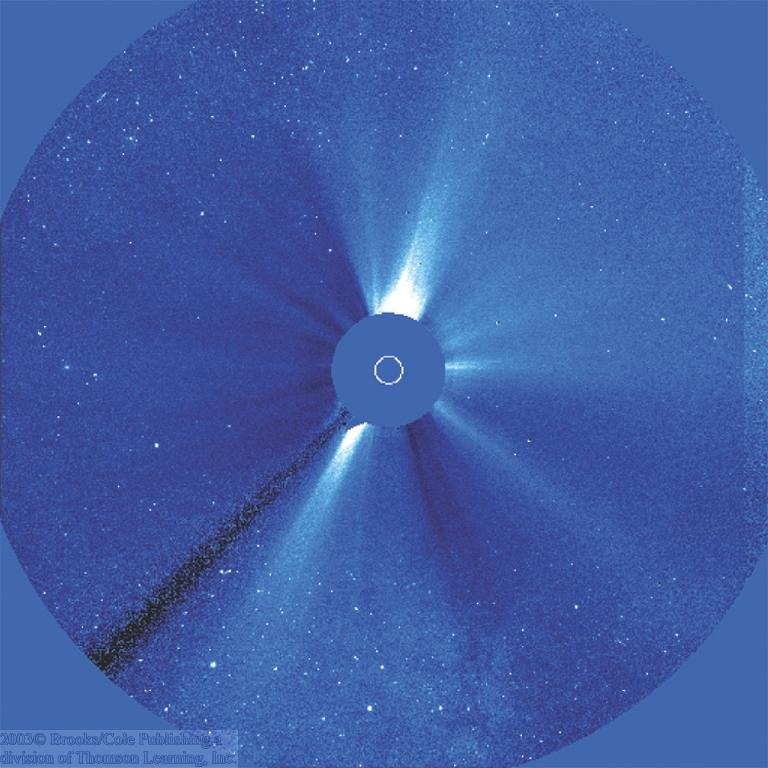 2003© Brooks/Cole Publishing, a
division of Thomson Learning, Inc.